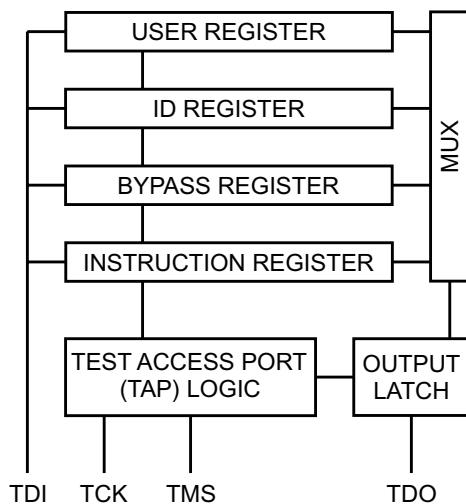 USER REGISTER
ID REGISTER
BYPASS REGISTER
INSTRUCTION REGISTER
MUX
TEST ACCESS PORT
(TAP) LOGIC
OUTPUT
LATCH
TDI
TCK
TMS
TDO